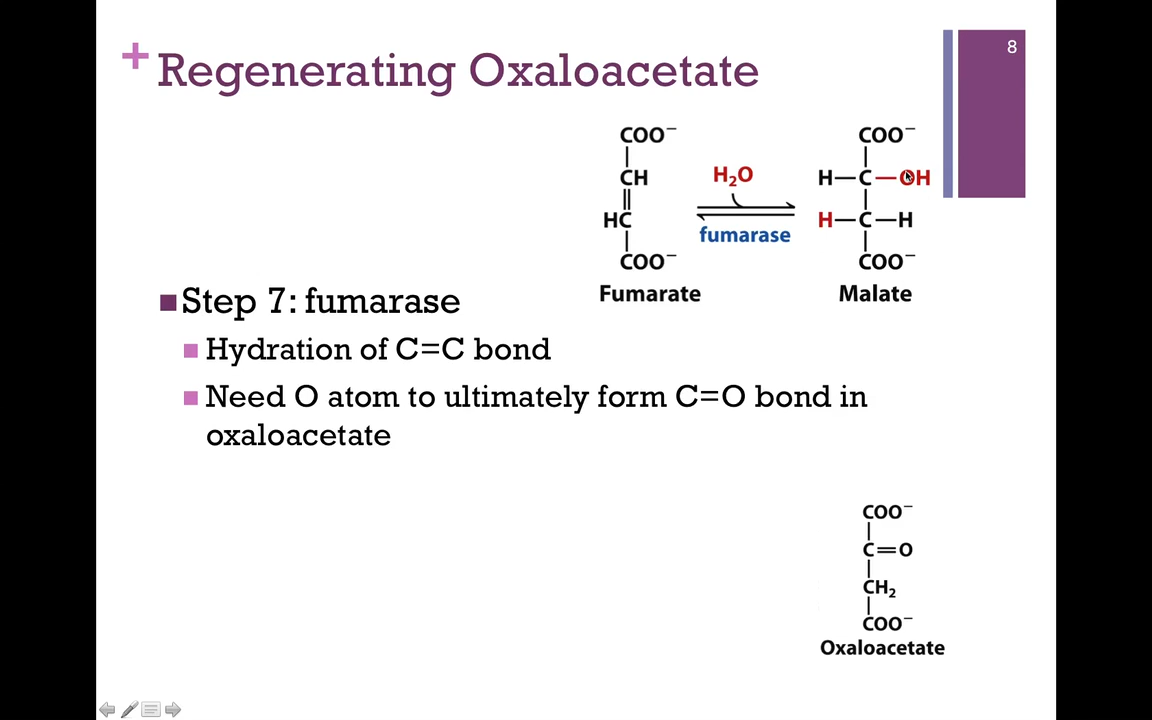 8
+ Regenerating Oxaloacetate
COO⁻ COO⁻
CH H₂O H—C—OH
HC fumarase H—C—H
COO⁻ COO⁻
Fumarate Malate
Step 7: fumarase
Hydration of C=C bond
Need O atom to ultimately form C=O bond in
oxaloacetate
COO⁻
C=O
CH₂
COO⁻
Oxaloacetate